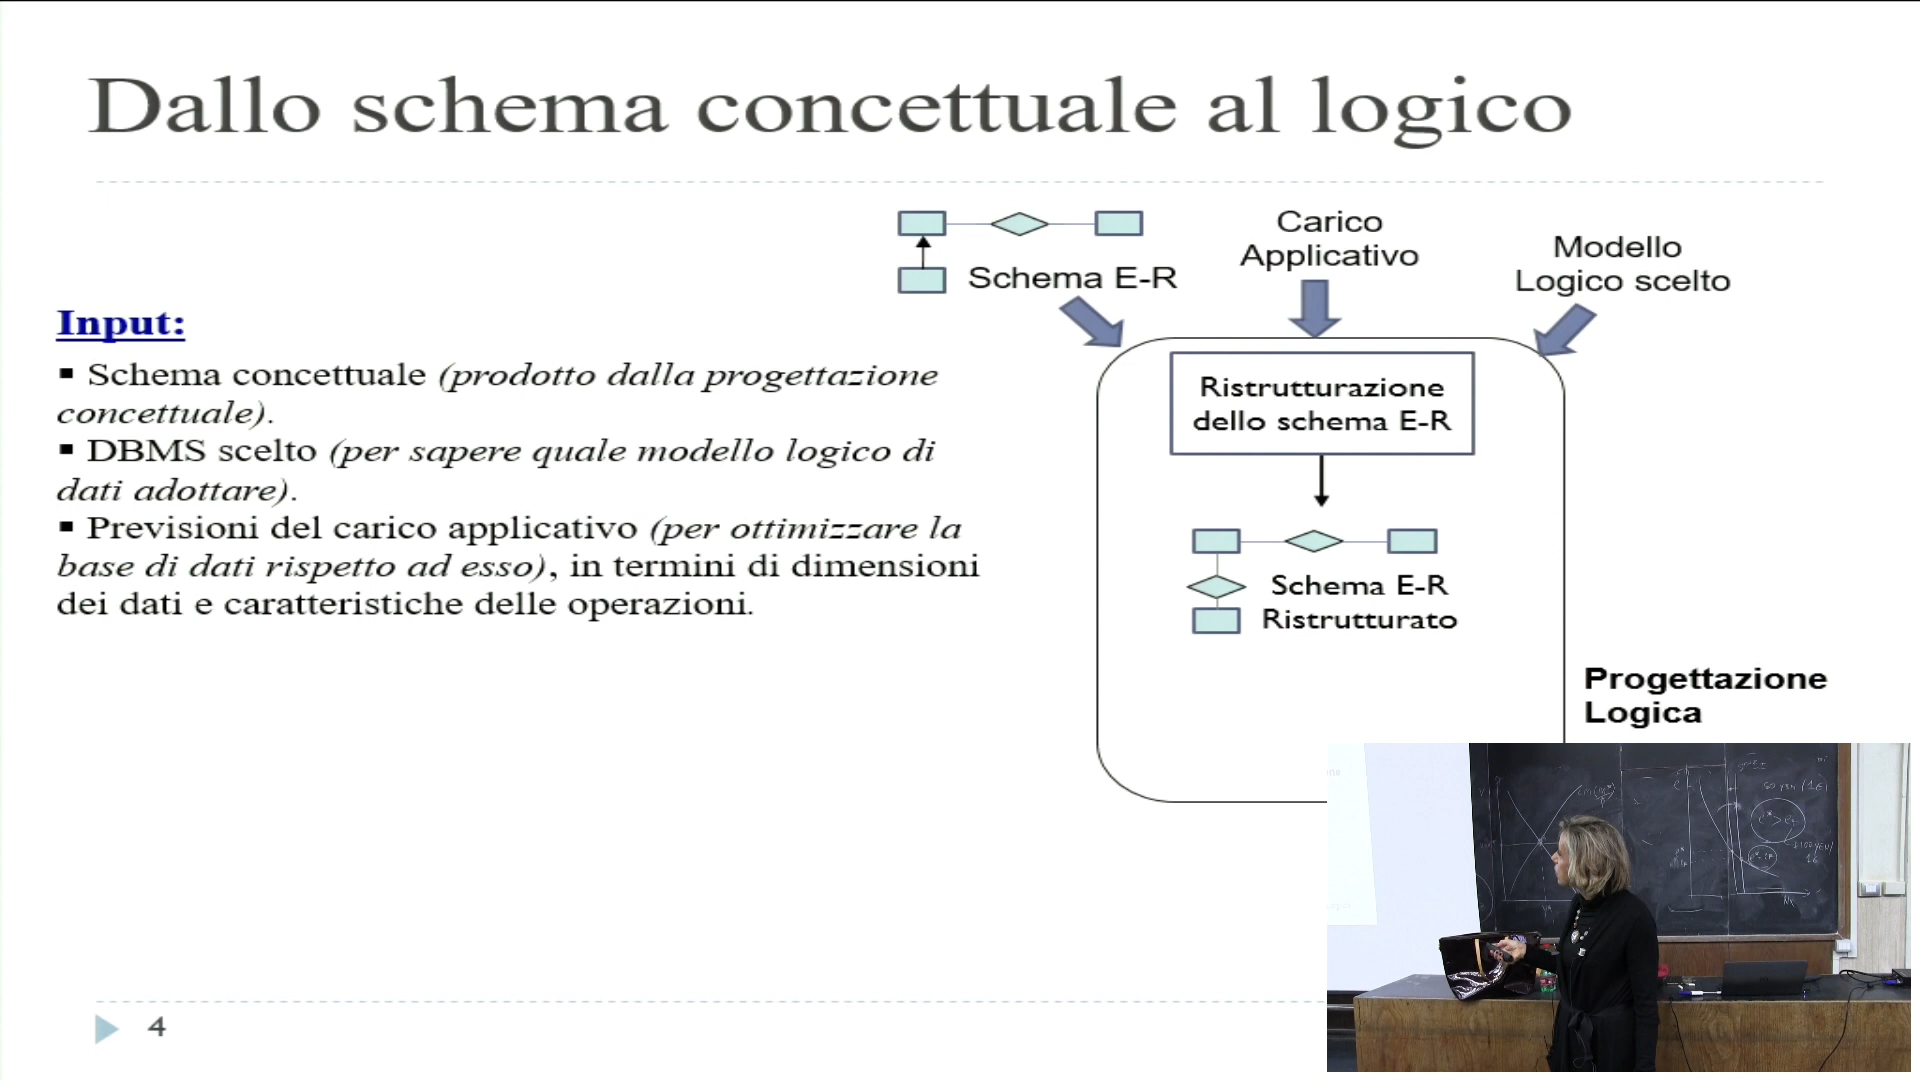 Dallo schema concettuale al logico
Input:
▪ Schema concettuale (prodotto dalla progettazione
concettuale).
▪ DBMS scelto (per sapere quale modello logico di
dati adottare).
▪ Previsioni del carico applicativo (per ottimizzare la
base di dati rispetto ad esso), in termini di dimensioni
dei dati e caratteristiche delle operazioni.
Schema E-R
Carico
Applicativo
Modello
Logico scelto
Ristrutturazione
dello schema E-R
Schema E-R
Ristrutturato
Progettazione
Logica
4